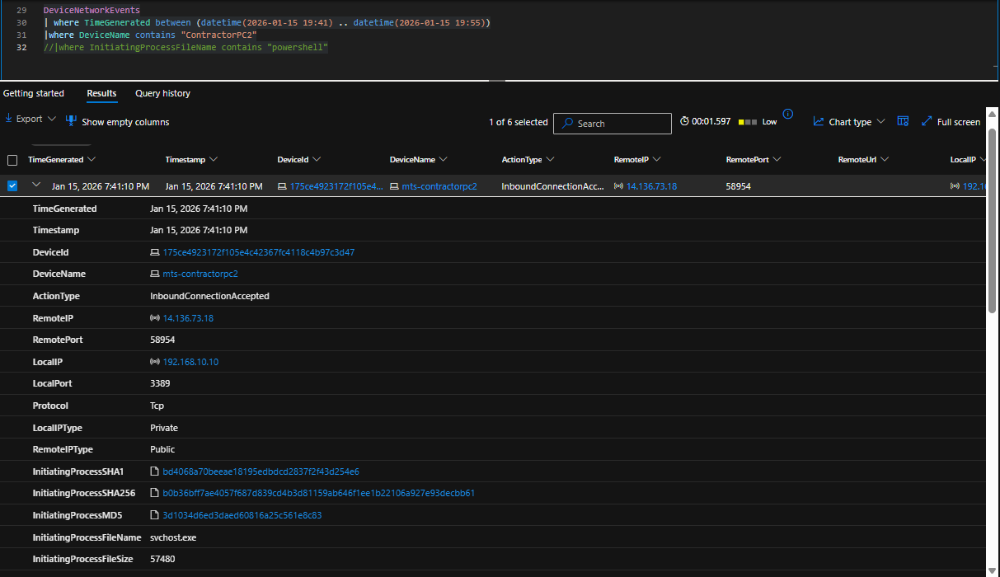 29 DeviceNetworkEvents
30 | where TimeGenerated between (datetime(2026-01-15 19:41) .. datetime(2026-01-15 19:55))
31 |where DeviceName contains "ContractorPC2"
32 //|where InitiatingProcessFileName contains "powershell"
Getting started Results Query history
Export Show empty columns 1 of 6 selected Search 00:01.597 Low Chart type Full screen
TimeGenerated Timestamp DeviceId DeviceName ActionType RemoteIP RemotePort RemoteUrl LocalIP
Jan 15, 2026 7:41:10 PM Jan 15, 2026 7:41:10 PM 175ce4923172f105e4... mts-contractorpc2 InboundConnectionAcc... 14.136.73.18 58954 192.1
TimeGenerated Jan 15, 2026 7:41:10 PM
Timestamp Jan 15, 2026 7:41:10 PM
DeviceId 175ce4923172f105e4c42367fc4118c4b97c3d47
DeviceName mts-contractorpc2
ActionType InboundConnectionAccepted
RemoteIP 14.136.73.18
RemotePort 58954
LocalIP 192.168.10.10
LocalPort 3389
Protocol Tcp
LocalIPType Private
RemoteIPType Public
InitiatingProcessSHA1 bd4068a70beeae18195edbdcd2837f2f43d254e6
InitiatingProcessSHA256 b0b36bff7ae4057f687d839cd4b3d81159ab646f1ee1b22106a927e93decbb61
InitiatingProcessMD5 3d1034d6ed3daed60816a25c561e8c83
InitiatingProcessFileName svchost.exe
InitiatingProcessFileSize 57480